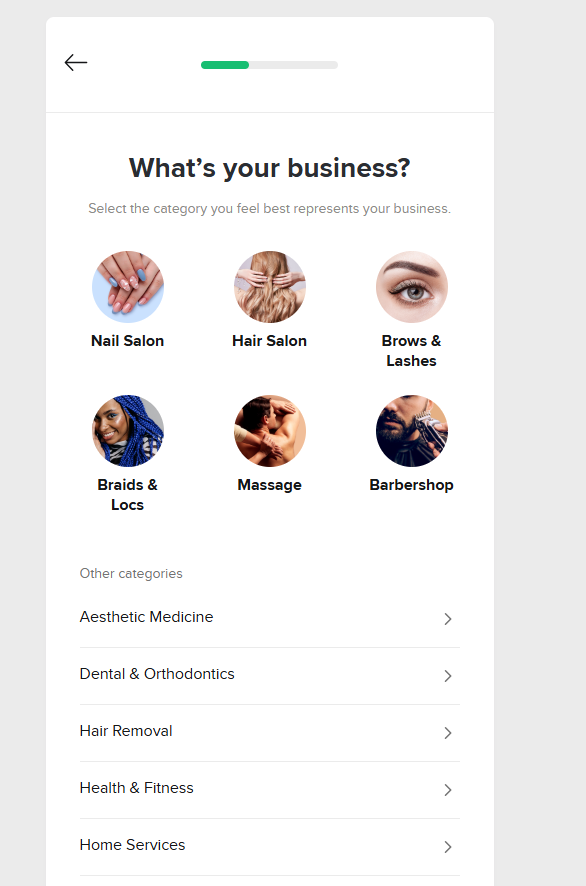 What’s your business?
Select the category you feel best represents your business.
Nail Salon
Hair Salon
Brows &
Lashes
Braids &
Locs
Massage
Barbershop
Other categories
Aesthetic Medicine
Dental & Orthodontics
Hair Removal
Health & Fitness
Home Services